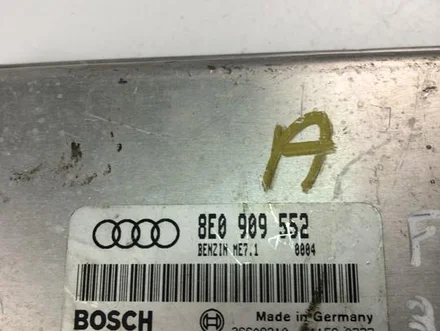 A
8E0 909 552
BENZIN ME7.1 0004
Made in Germany
BOSCH